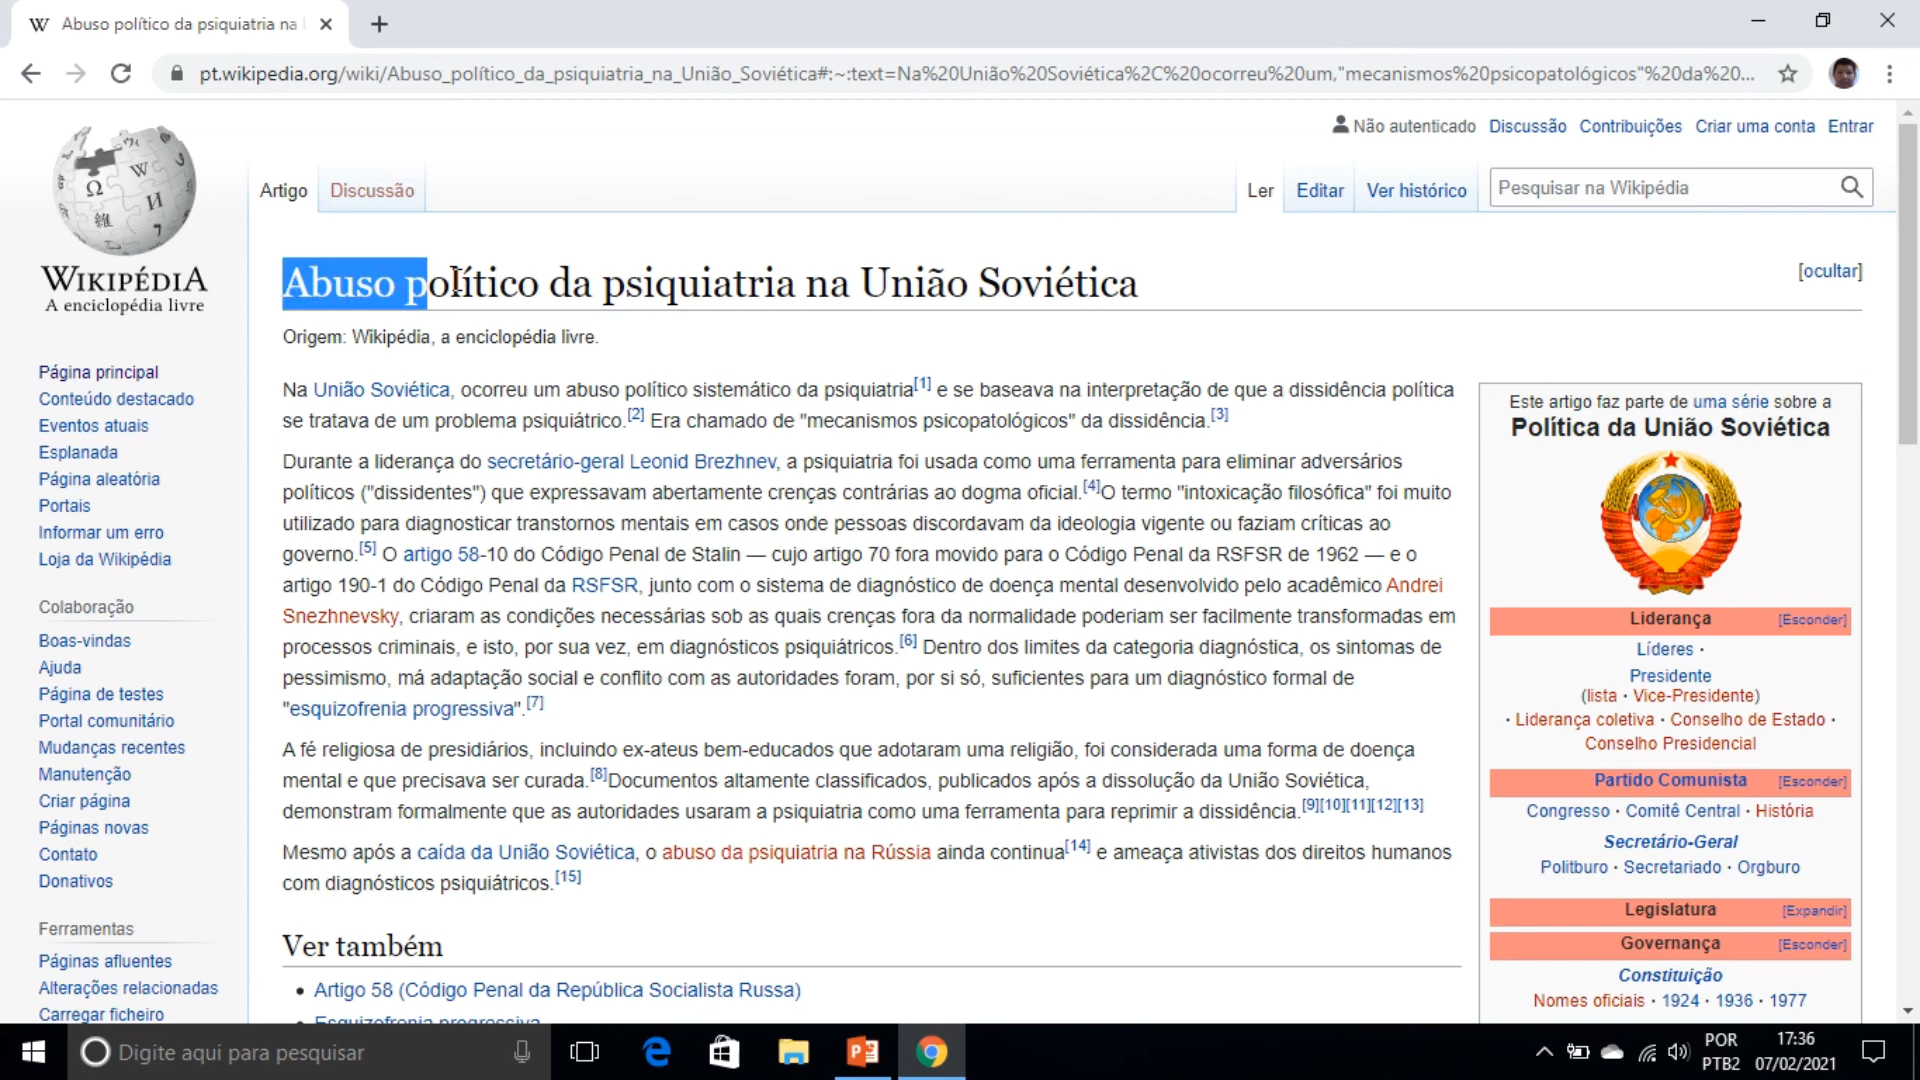 Abuso político da psiquiatria na U
pt.wikipedia.org/wiki/Abuso_político_da_psiquiatria_na_União_Soviética#:~:text=Na%20União%20Soviética%2C%20ocorreu%20um,"mecanismos%20psicopatológicos"%20da%20...
Não autenticado Discussão Contribuições Criar uma conta Entrar
Artigo Discussão Ler Editar Ver histórico Pesquisar na Wikipédia
WIKIPÉDIA
A enciclopédia livre
Página principal
Conteúdo destacado
Eventos atuais
Esplanada
Página aleatória
Portais
Informar um erro
Loja da Wikipédia
Colaboração
Boas-vindas
Ajuda
Página de testes
Portal comunitário
Mudanças recentes
Manutenção
Criar página
Páginas novas
Contato
Donativos
Ferramentas
Páginas afluentes
Alterações relacionadas
Carregar ficheiro
Abuso político da psiquiatria na União Soviética
[ocultar]
Origem: Wikipédia, a enciclopédia livre.
Na União Soviética, ocorreu um abuso político sistemático da psiquiatria[1] e se baseava na interpretação de que a dissidência política
se tratava de um problema psiquiátrico.[2] Era chamado de "mecanismos psicopatológicos" da dissidência.[3]
Durante a liderança do secretário-geral Leonid Brezhnev, a psiquiatria foi usada como uma ferramenta para eliminar adversários
políticos ("dissidentes") que expressavam abertamente crenças contrárias ao dogma oficial.[4]O termo "intoxicação filosófica" foi muito
utilizado para diagnosticar transtornos mentais em casos onde pessoas discordavam da ideologia vigente ou faziam críticas ao
governo.[5] O artigo 58-10 do Código Penal de Stalin — cujo artigo 70 fora movido para o Código Penal da RSFSR de 1962 — e o
artigo 190-1 do Código Penal da RSFSR, junto com o sistema de diagnóstico de doença mental desenvolvido pelo acadêmico Andrei
Snezhnevsky, criaram as condições necessárias sob as quais crenças fora da normalidade poderiam ser facilmente transformadas em
processos criminais, e isto, por sua vez, em diagnósticos psiquiátricos.[6] Dentro dos limites da categoria diagnóstica, os sintomas de
pessimismo, má adaptação social e conflito com as autoridades foram, por si só, suficientes para um diagnóstico formal de
"esquizofrenia progressiva".[7]
A fé religiosa de presidiários, incluindo ex-ateus bem-educados que adotaram uma religião, foi considerada uma forma de doença
mental e que precisava ser curada.[8]Documentos altamente classificados, publicados após a dissolução da União Soviética,
demonstram formalmente que as autoridades usaram a psiquiatria como uma ferramenta para reprimir a dissidência.[9][10][11][12][13]
Mesmo após a caída da União Soviética, o abuso da psiquiatria na Rússia ainda continua[14] e ameaça ativistas dos direitos humanos
com diagnósticos psiquiátricos.[15]
Ver também
• Artigo 58 (Código Penal da República Socialista Russa)
• Esquizofrenia progressiva
Este artigo faz parte de uma série sobre a
Política da União Soviética
Liderança [Esconder]
Líderes ·
Presidente
(lista · Vice-Presidente)
· Liderança coletiva · Conselho de Estado ·
Conselho Presidencial
Partido Comunista [Esconder]
Congresso · Comitê Central · História
Secretário-Geral
Politburo · Secretariado · Orgburo
Legislatura [Expandir]
Governança [Esconder]
Constituição
Nomes oficiais · 1924 · 1936 · 1977
Digite aqui para pesquisar
POR 17:36
PTB2 07/02/2021